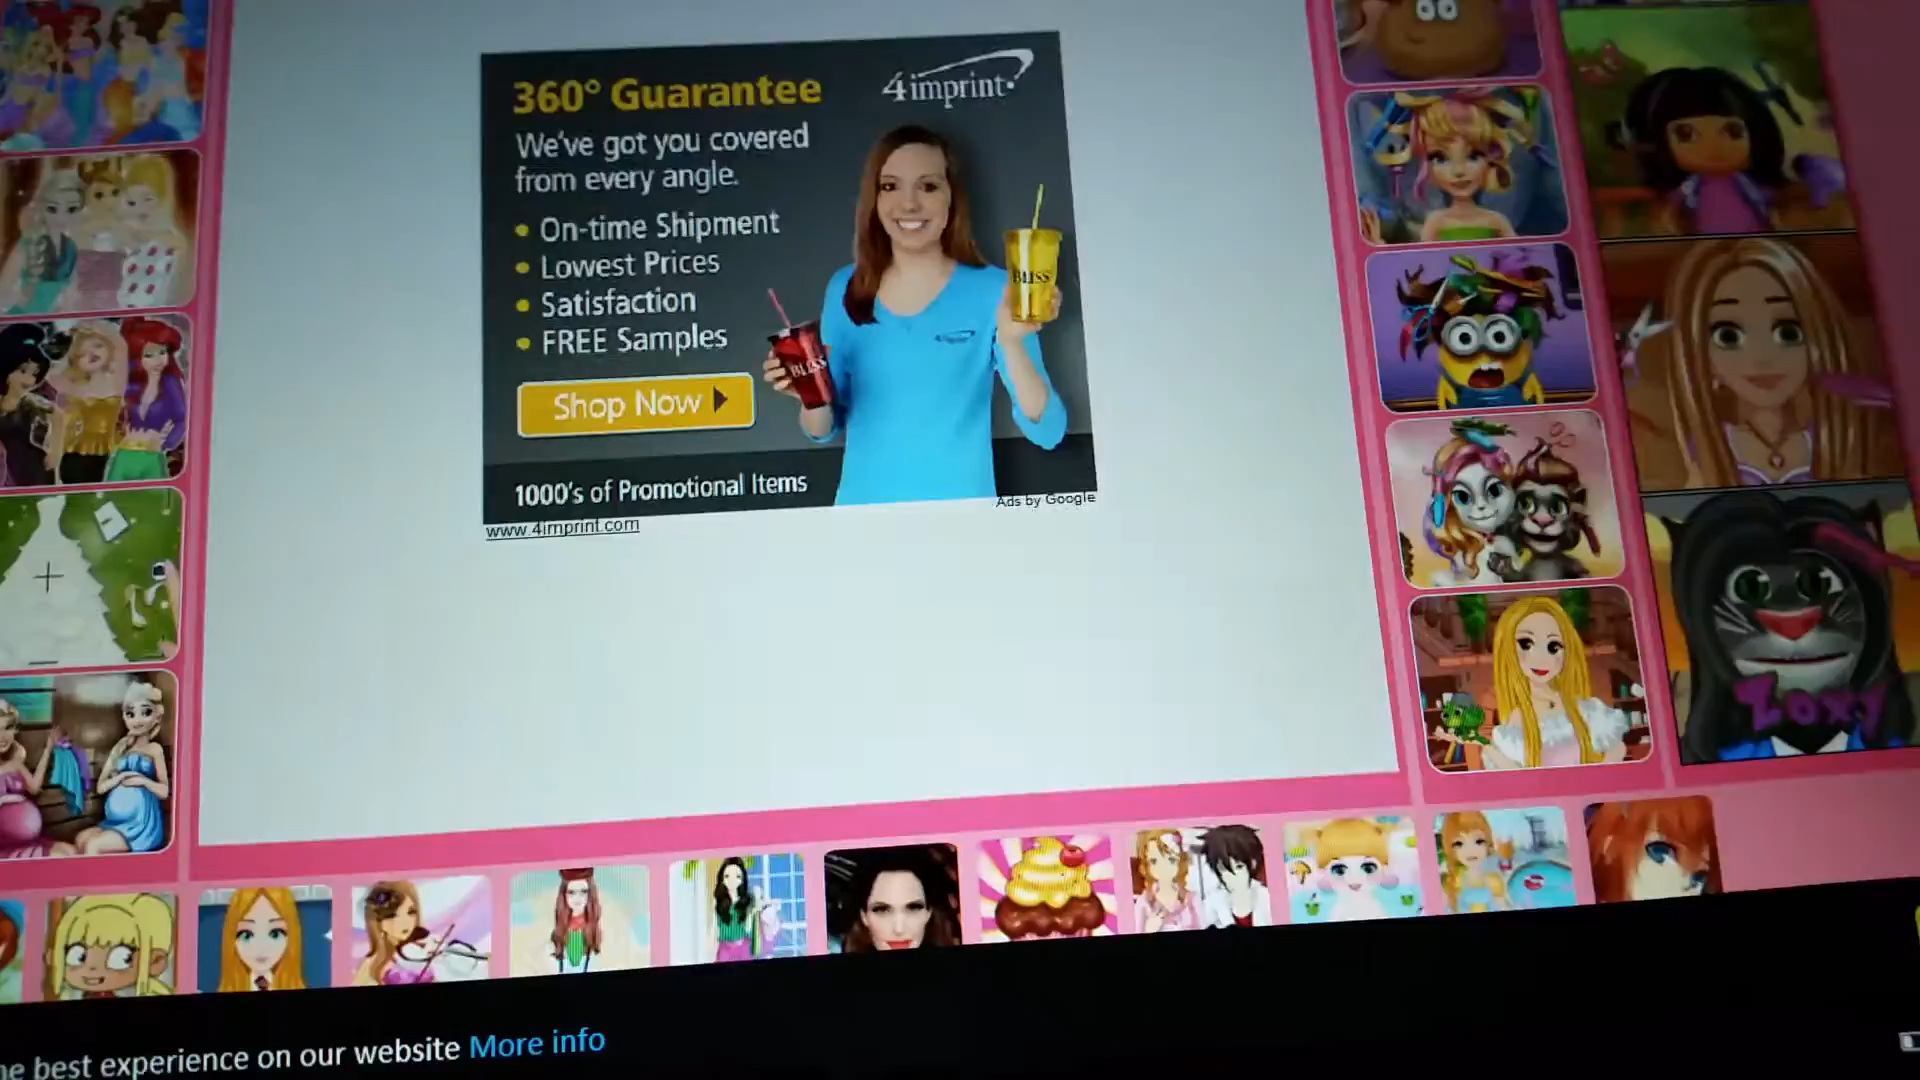 360° Guarantee
4imprint
We've got you covered
from every angle.
On-time Shipment
Lowest Prices
Satisfaction
FREE Samples
BLISS
BLISS
Shop Now
1000's of Promotional Items
Ads by Google
www.4imprint.com
Zoxy
he best experience on our website More info